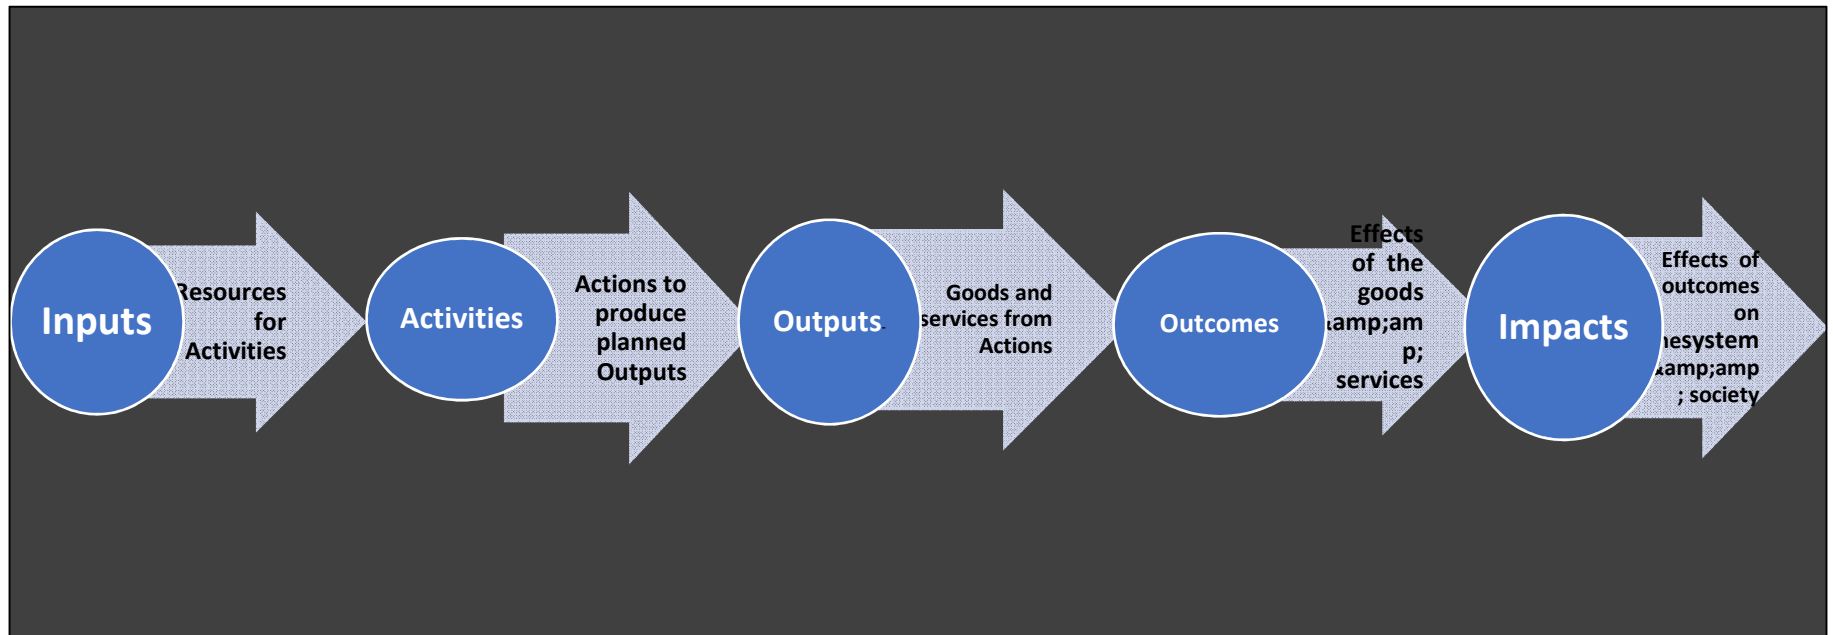 Inputs
Resources
for
Activities
Activities
Actions to
produce
planned
Outputs
Outputs.
Goods and
services from
Actions
Outcomes
Effects
of the
goods
&amp;am
p;
services
Impacts
Effects of
outcomes
on
hesystem
&amp;amp
; society